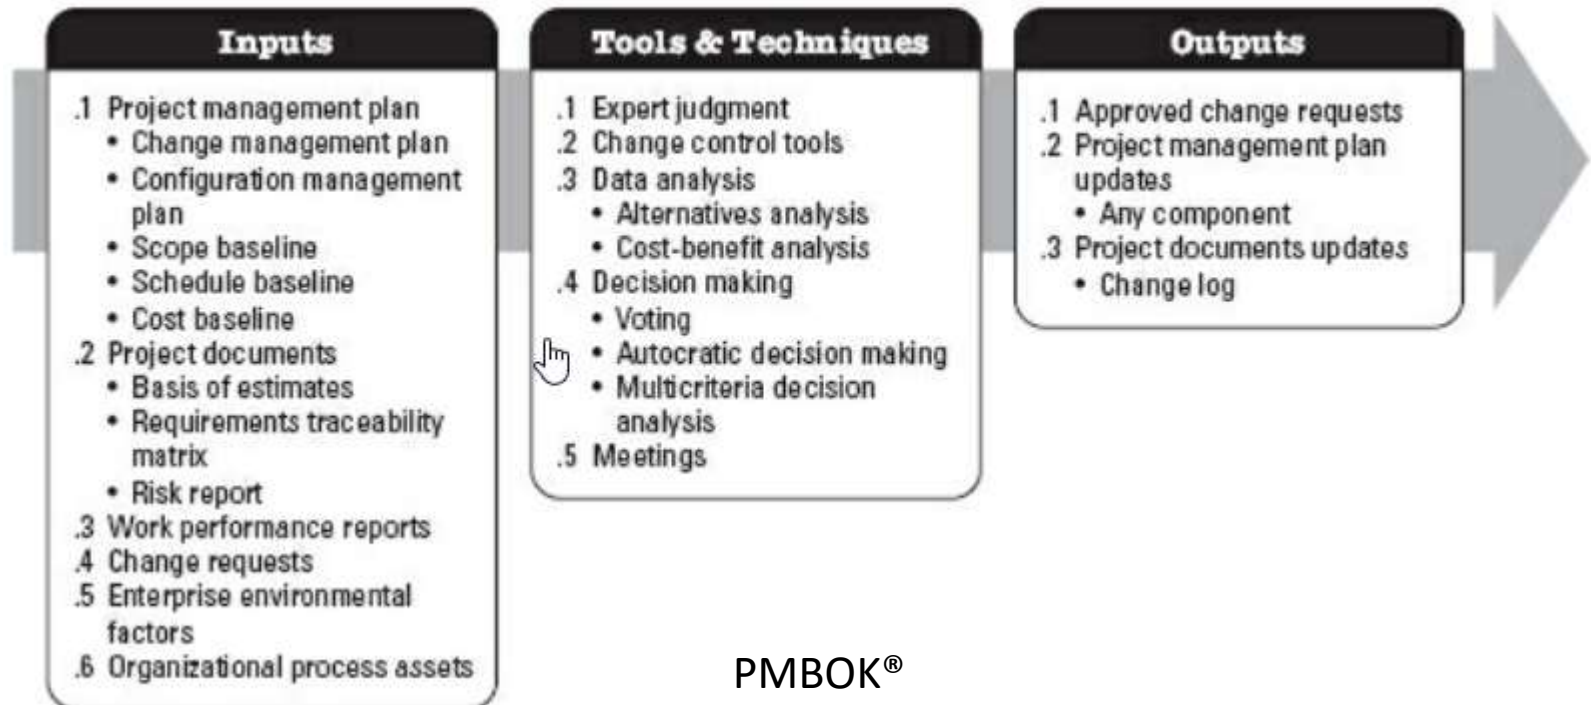 Inputs
.1 Project management plan
• Change management plan
• Configuration management
plan
• Scope baseline
• Schedule baseline
• Cost baseline
.2 Project documents
• Basis of estimates
• Requirements traceability
matrix
• Risk report
.3 Work performance reports
.4 Change requests
.5 Enterprise environmental
factors
.6 Organizational process assets
Tools & Techniques
.1 Expert judgment
.2 Change control tools
.3 Data analysis
• Alternatives analysis
• Cost-benefit analysis
.4 Decision making
• Voting
• Autocratic decision making
• Multicriteria decision
analysis
.5 Meetings
Outputs
.1 Approved change requests
.2 Project management plan
updates
• Any component
.3 Project documents updates
• Change log
PMBOK®